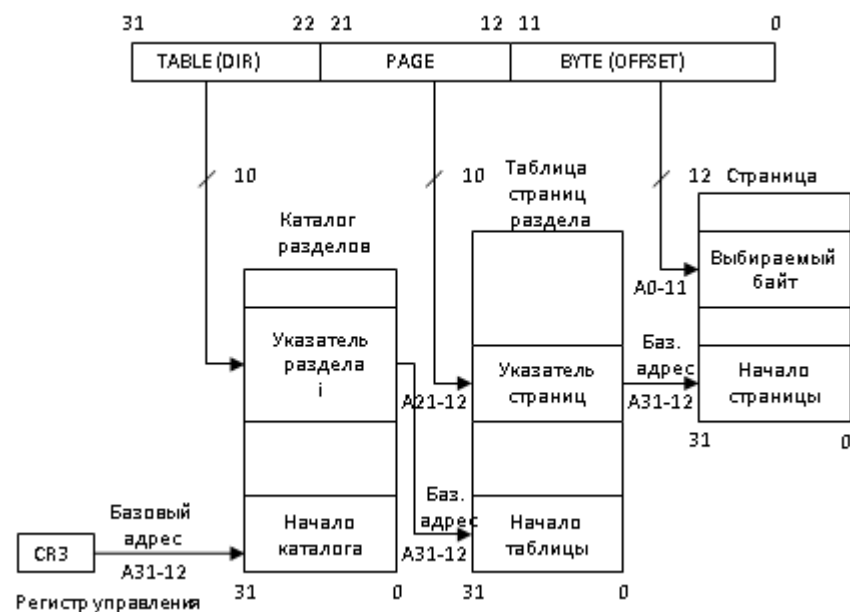 31 22 21 12 11 0
TABLE (DIR) PAGE BYTE (OFFSET)
10 10 12
Таблица
страниц
раздела
Страница
Каталог
разделов
Выбираемый
байт
A0-11
Указатель
раздела
i
Указатель
страниц
Баз.
адрес
A21-12
A31-12
Начало
страницы
31 0
Баз.
адрес
A31-12
Базовый
адрес
CR3
A31-12
Начало
каталога
Начало
таблицы
31 0 31 0
Регистр управления